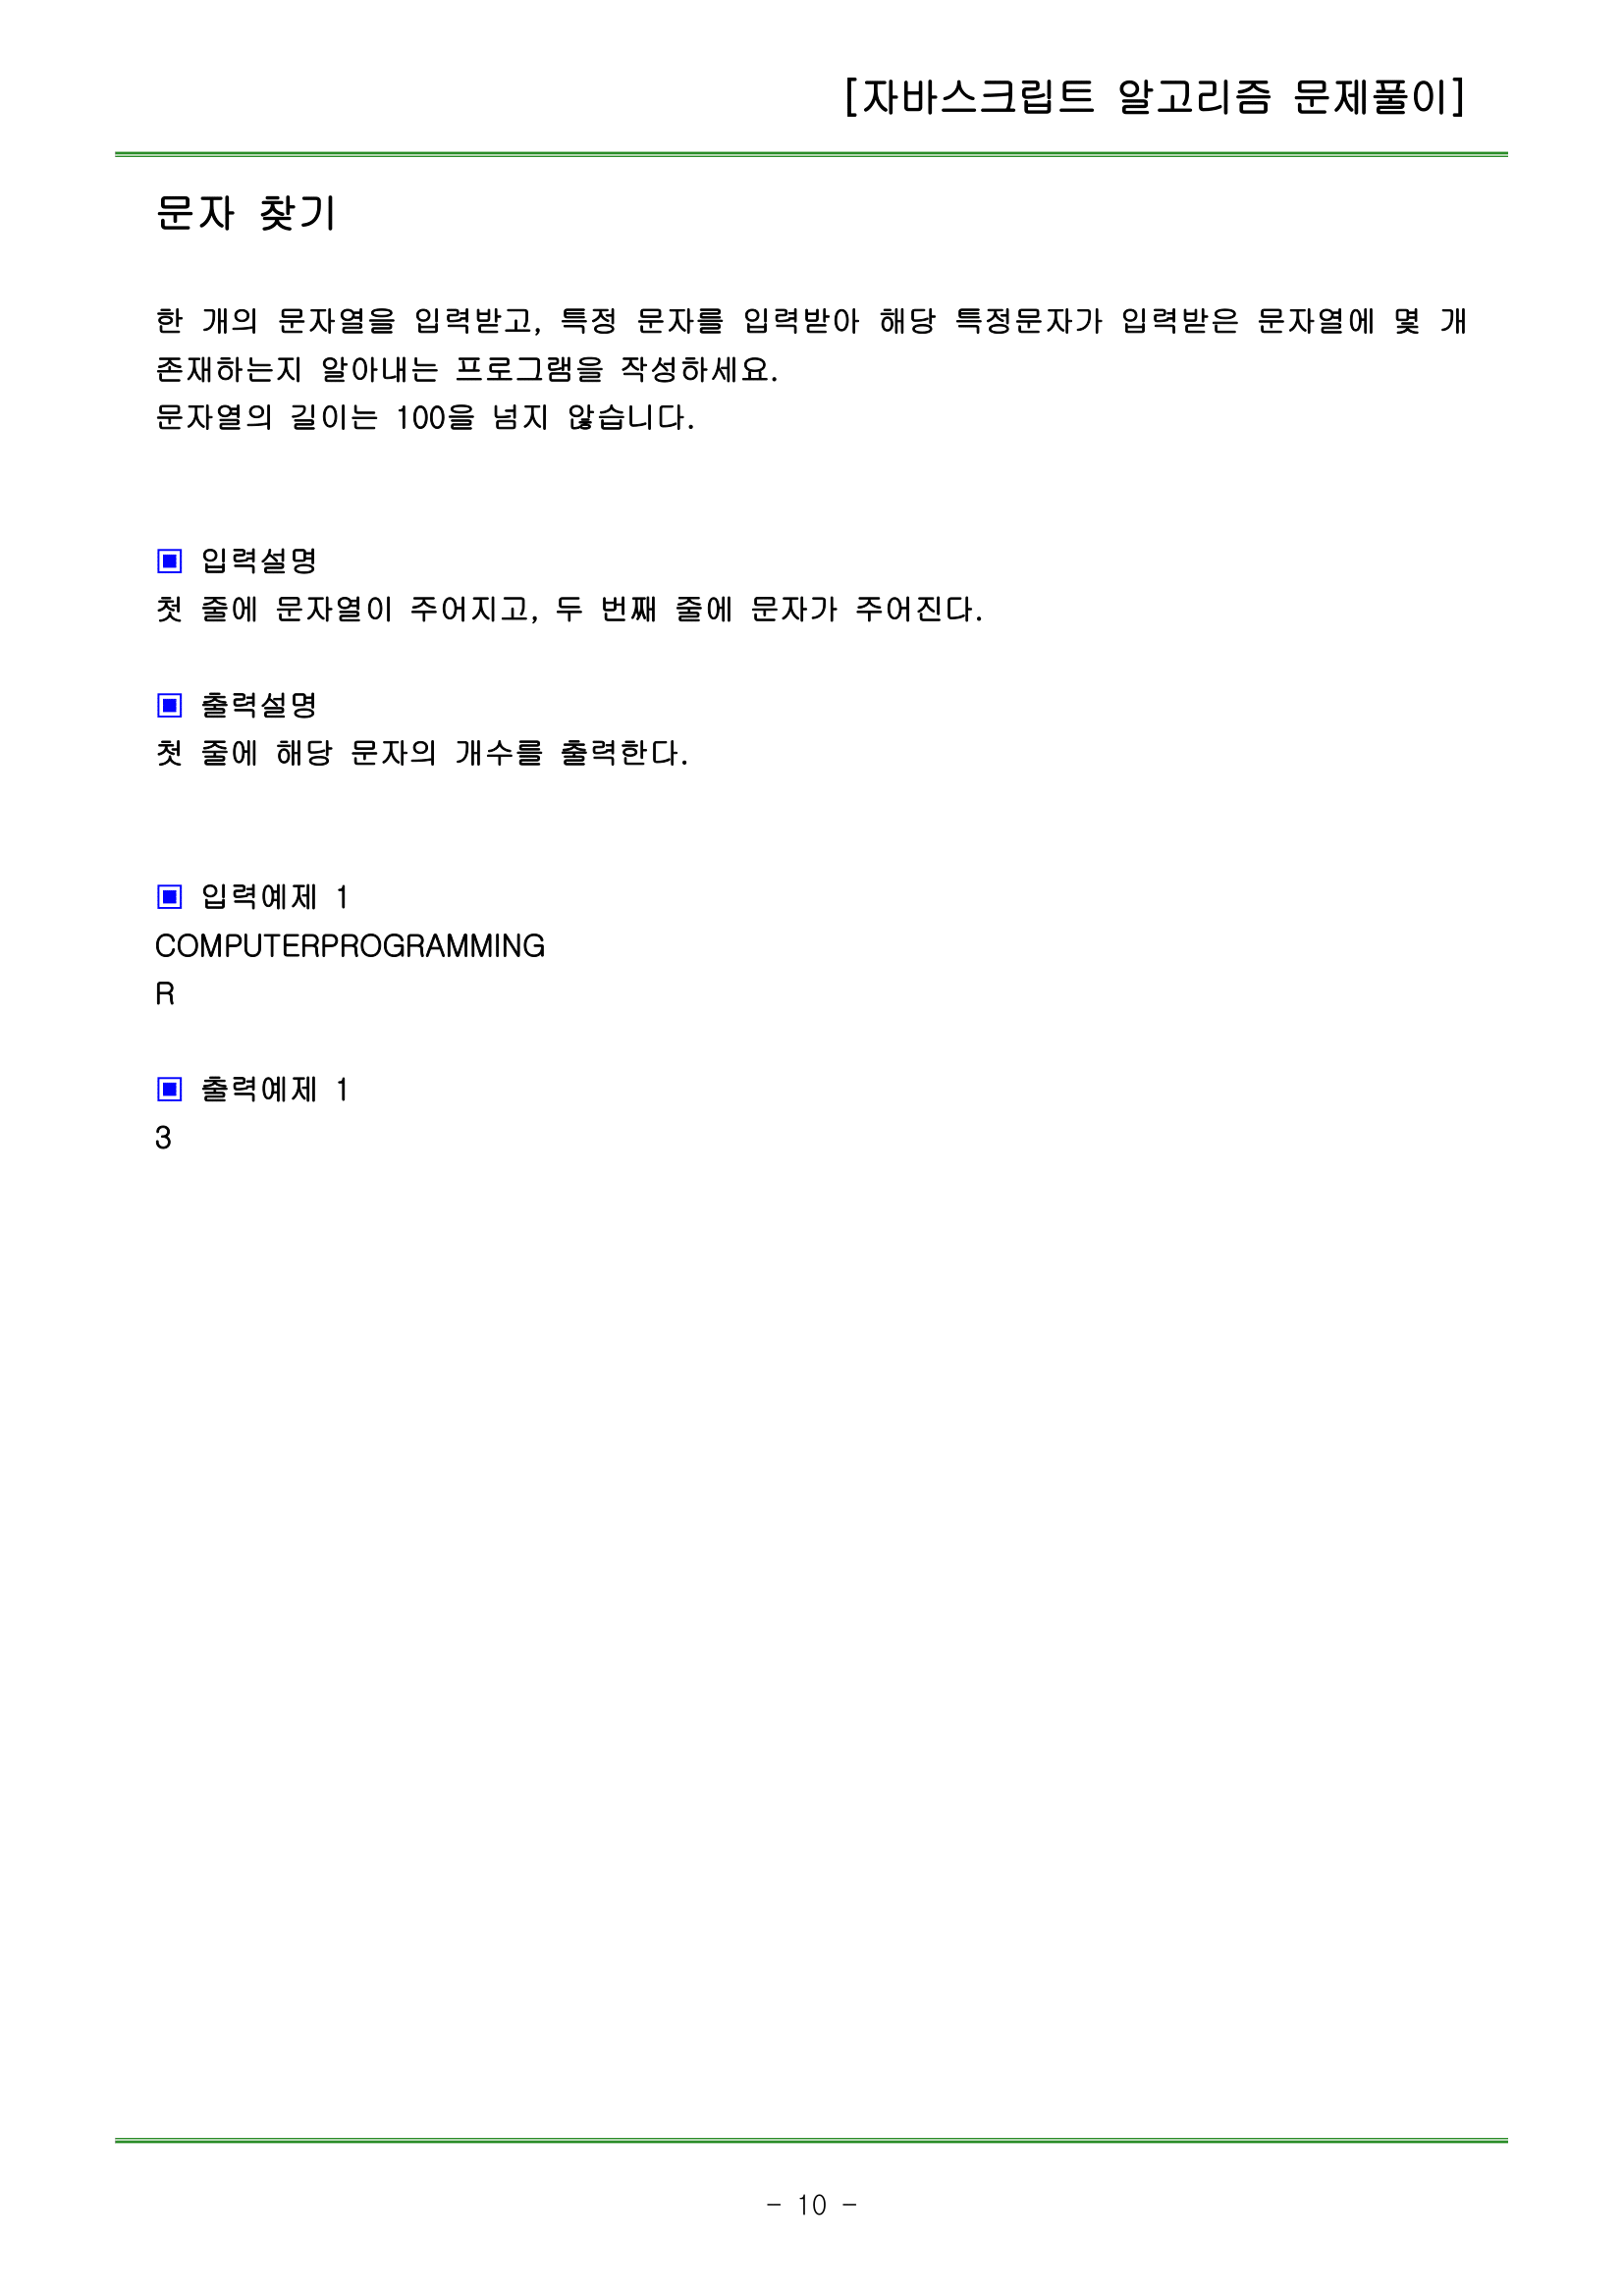 [자바스크립트 알고리즘 문제풀이]
문자 찾기
한 개의 문자열을 입력받고, 특정 문자를 입력받아 해당 특정문자가 입력받은 문자열에 몇 개
존재하는지 알아내는 프로그램을 작성하세요.
문자열의 길이는 100을 넘지 않습니다.
▣ 입력설명
첫 줄에 문자열이 주어지고, 두 번째 줄에 문자가 주어진다.
▣ 출력설명
첫 줄에 해당 문자의 개수를 출력한다.
▣ 입력예제 1
COMPUTERPROGRAMMING
R
▣ 출력예제 1
3
- 10 -